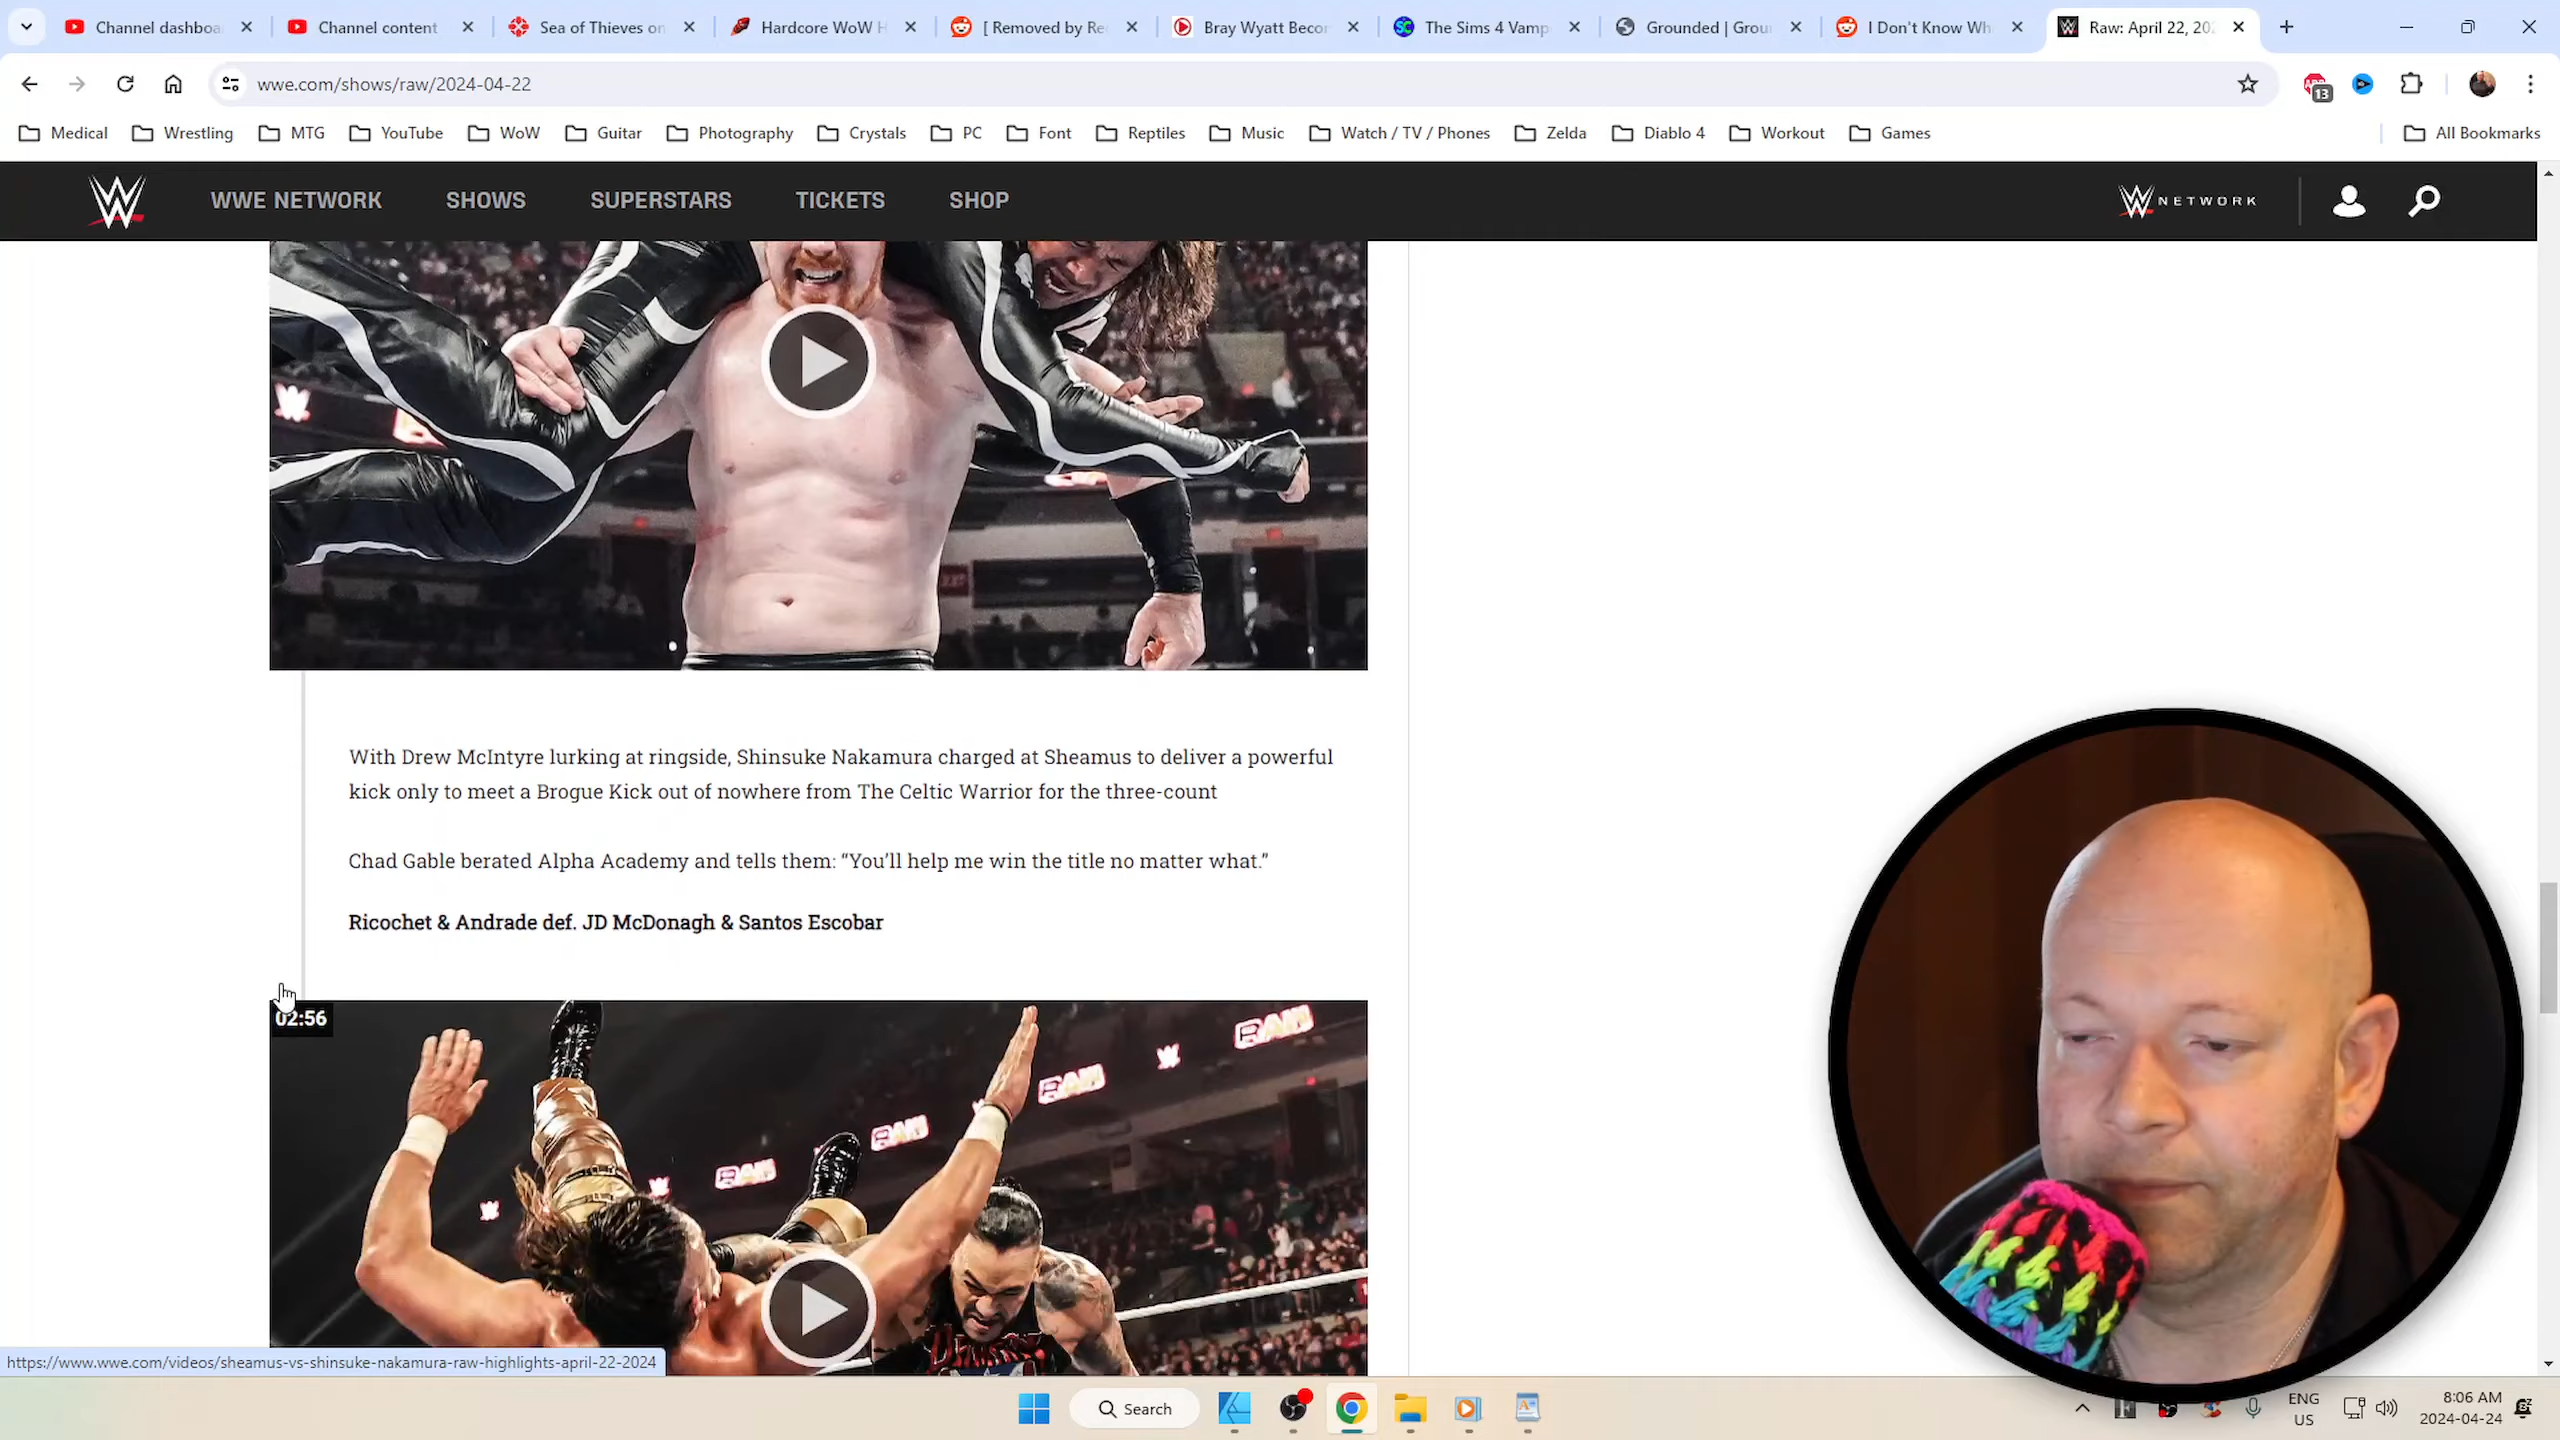 Channel dashboa
Channel content
Sea of Thieves on
Hardcore WoW H
[ Removed by Re
Bray Wyatt Becor
The Sims 4 Vamp
Grounded | Grou
I Don't Know Wh
Raw: April 22, 202
wwe.com/shows/raw/2024-04-22
13
Medical
Wrestling
MTG
YouTube
WoW
Guitar
Photography
Crystals
PC
Font
Reptiles
Music
Watch / TV / Phones
Zelda
Diablo 4
Workout
Games
All Bookmarks
WWE NETWORK
SHOWS
SUPERSTARS
TICKETS
SHOP
NETWORK
With Drew McIntyre lurking at ringside, Shinsuke Nakamura charged at Sheamus to deliver a powerful
kick only to meet a Brogue Kick out of nowhere from The Celtic Warrior for the three-count
Chad Gable berated Alpha Academy and tells them: “You’ll help me win the title no matter what.”
Ricochet & Andrade def. JD McDonagh & Santos Escobar
02:56
RAW
RAW
RAW
RAW
https://www.wwe.com/videos/sheamus-vs-shinsuke-nakamura-raw-highlights-april-22-2024
Search
ENG
US
8:06 AM
2024-04-24